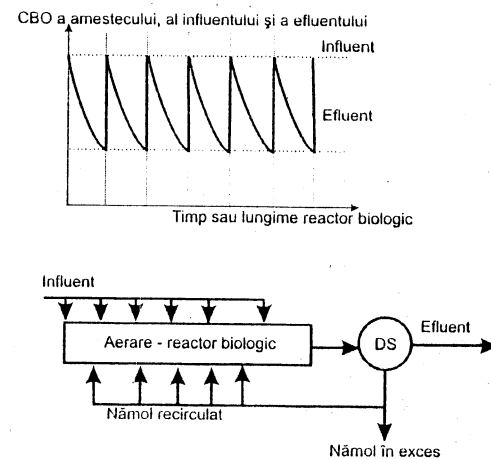 CBO a amestecului, al influentului și a efluentului
Influent
Efluent
Timp sau lungime reactor biologic
Influent
Aerare - reactor biologic
DS
Efluent
Nămol recirculat
Nămol în exces